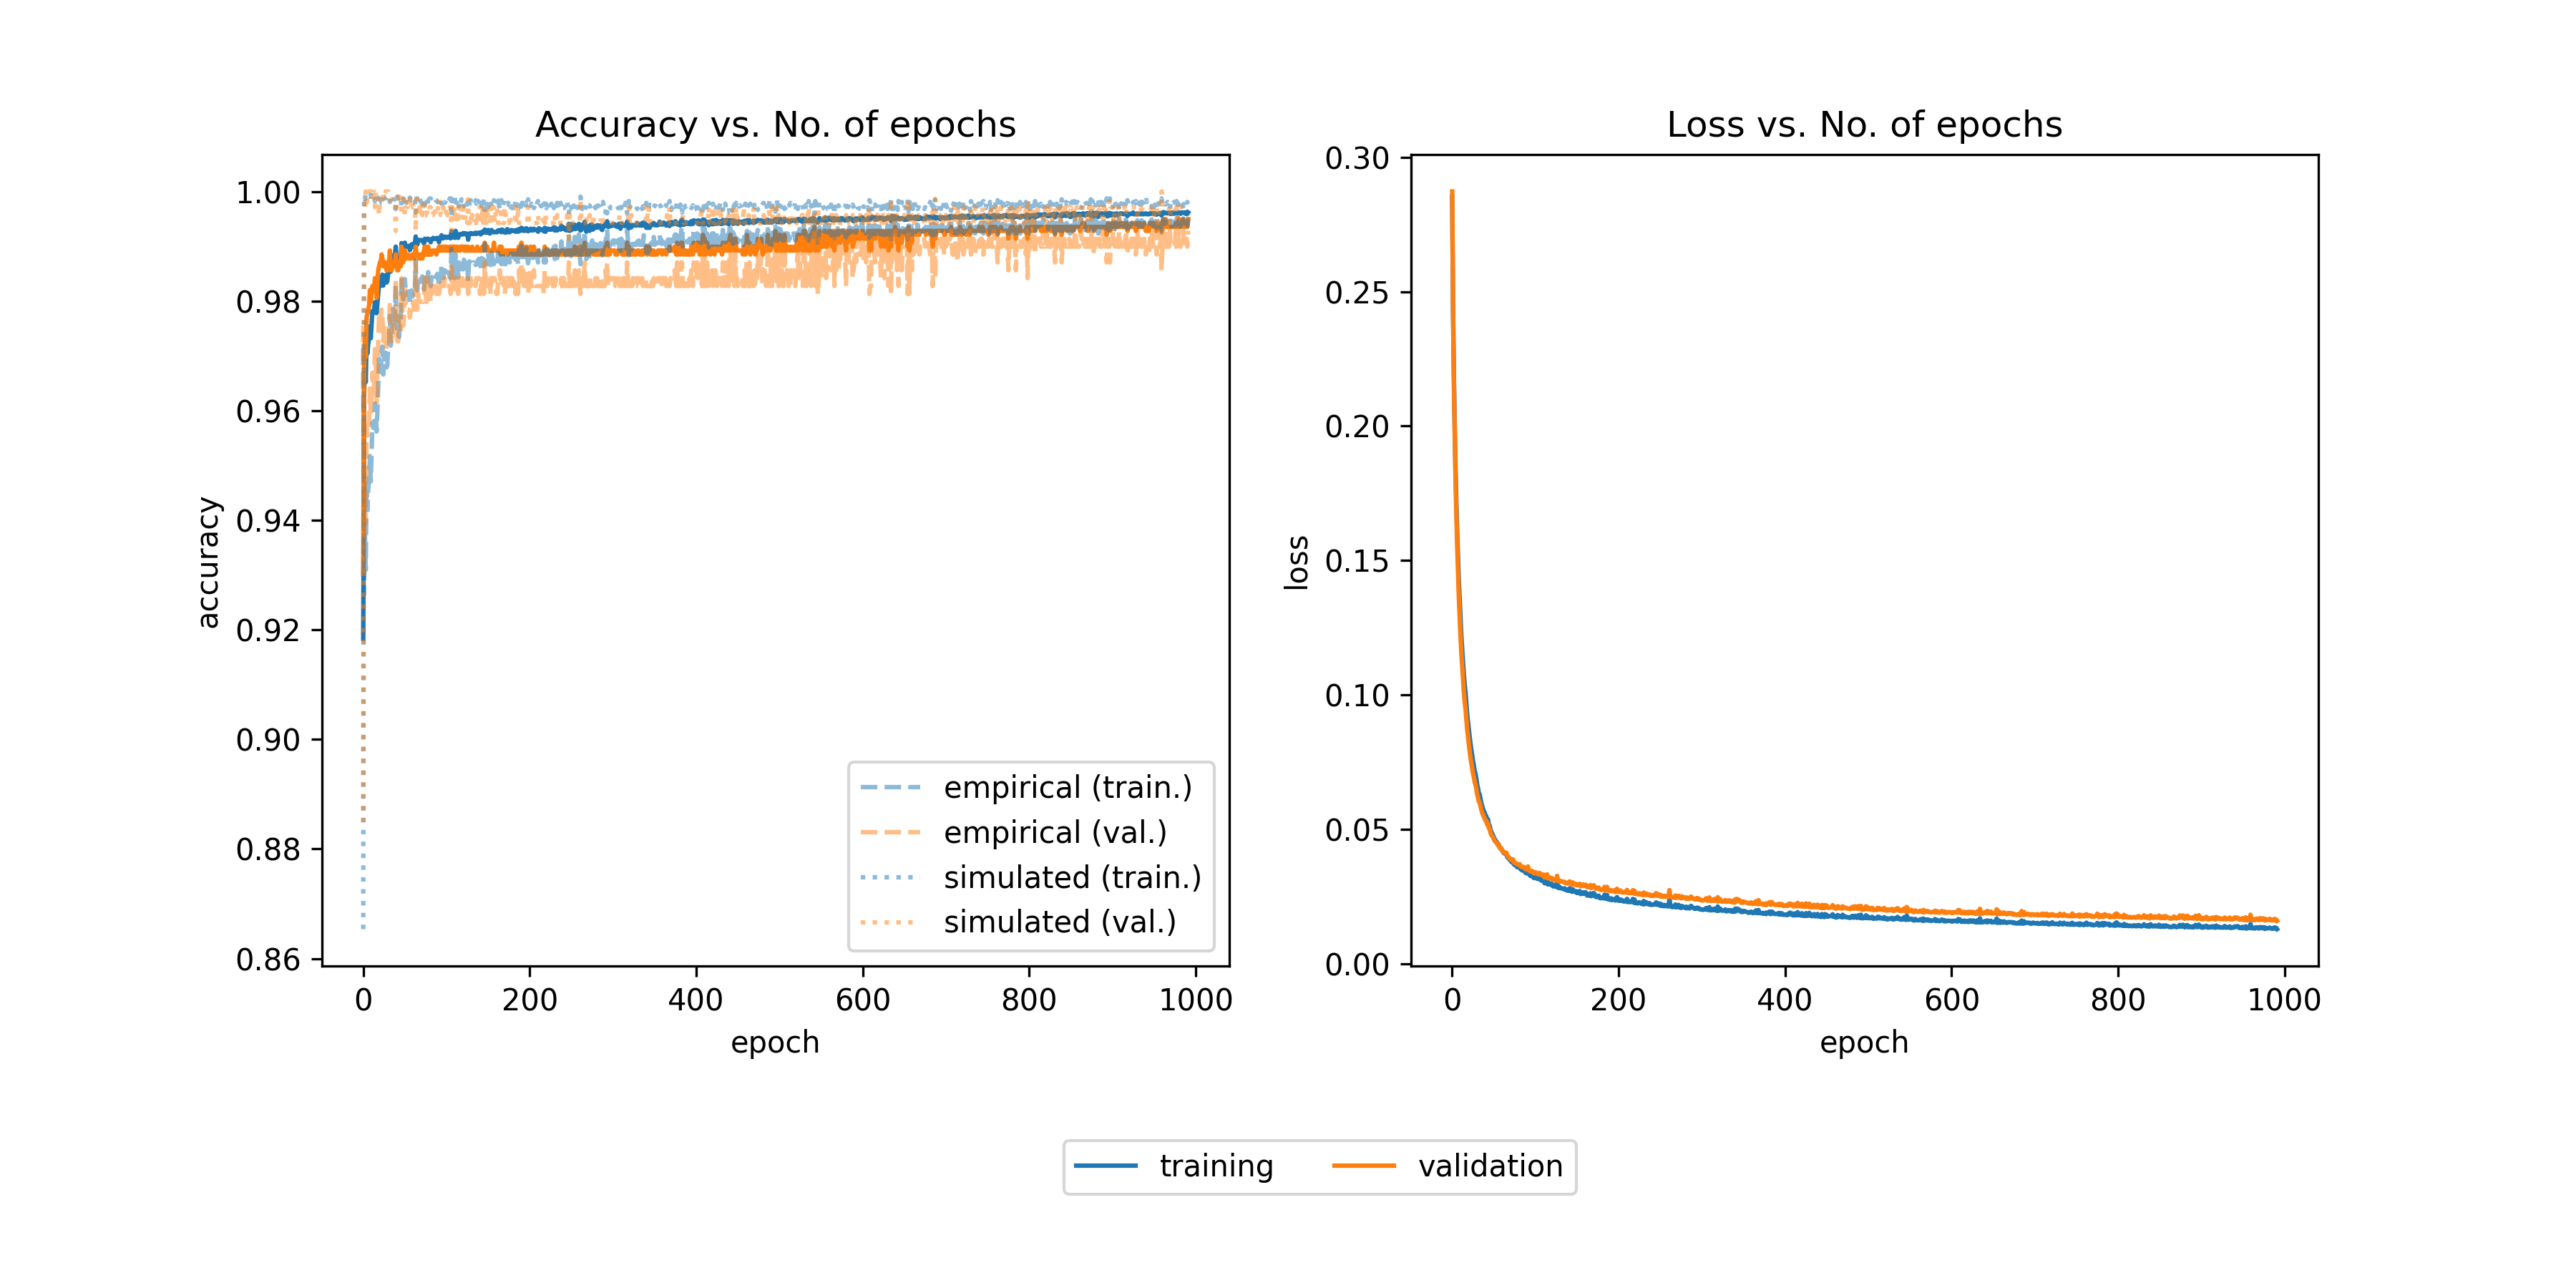 Accuracy vs. No. of epochs
1.00
0.98
0.96
0.94
0.92
0.90
0.88
0.86
accuracy
0 200 400 600 800 1000
epoch
empirical (train.)
empirical (val.)
simulated (train.)
simulated (val.)
Loss vs. No. of epochs
0.30
0.25
0.20
0.15
0.10
0.05
0.00
loss
0 200 400 600 800 1000
epoch
training validation